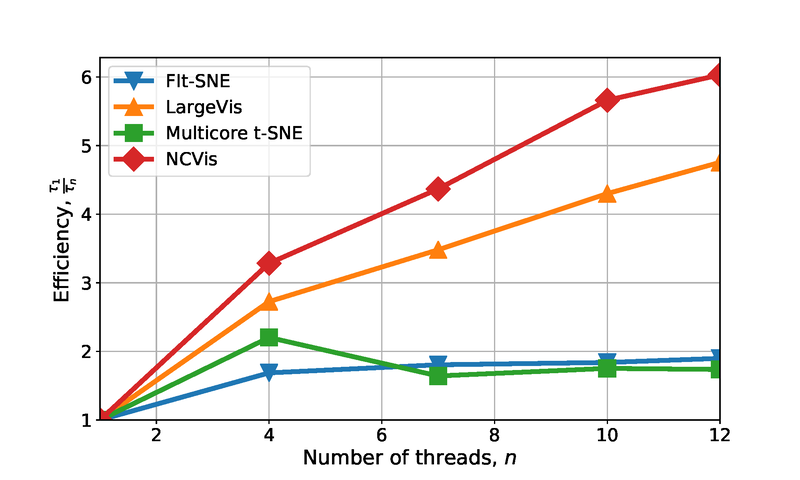 FIt-SNE
LargeVis
Multicore t-SNE
NCVis
Efficiency, τ₁/τₙ
6
5
4
3
2
1
2
4
6
8
10
12
Number of threads, n